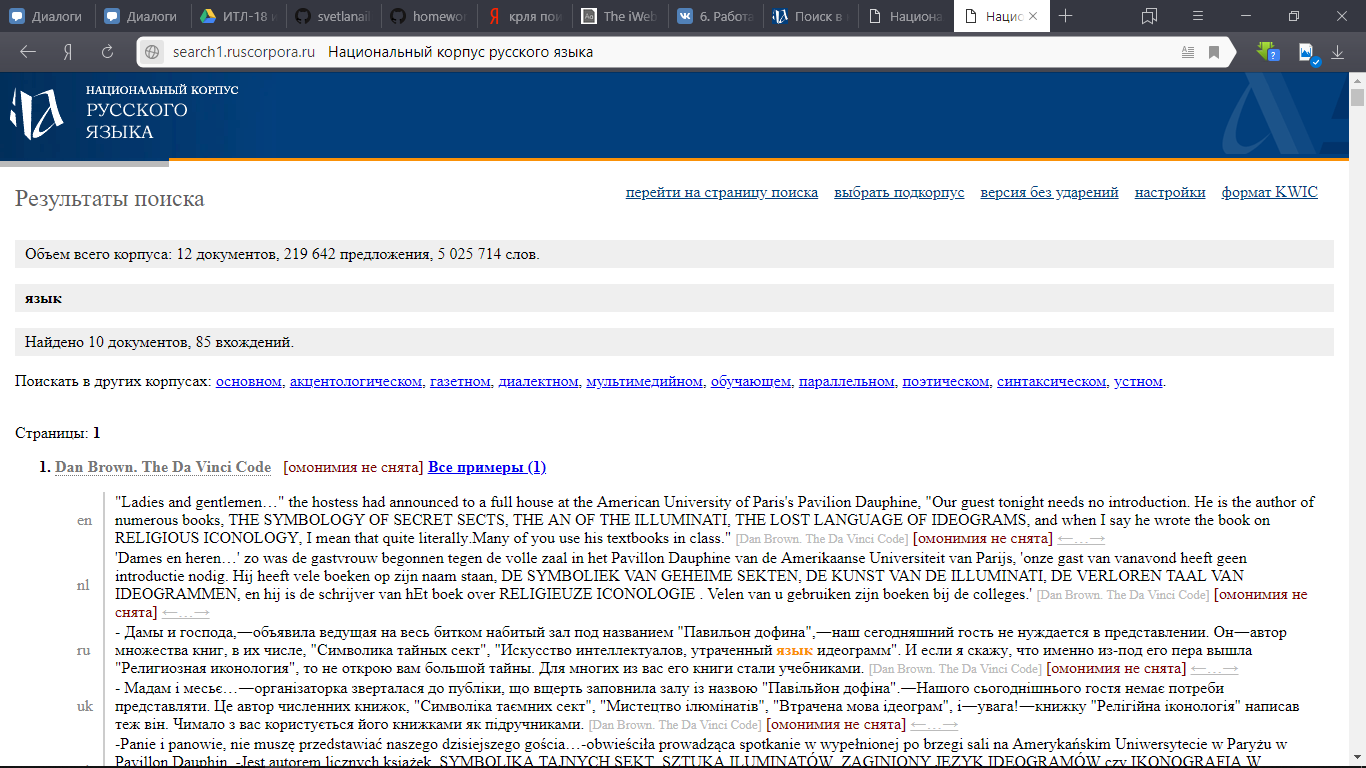 Диалоги
Диалоги
ИТЛ-18 и
svetlanail
homewor
крля пои
The iWeb
6. Работа
Поиск в к
Национа
Нацис
search1.ruscorpora.ru Национальный корпус русского языка
НАЦИОНАЛЬНЫЙ КОРПУС
РУССКОГО
ЯЗЫКА
Результаты поиска
перейти на страницу поиска выбрать подкорпус версия без ударений настройки формат KWIC
Объем всего корпуса: 12 документов, 219 642 предложения, 5 025 714 слов.
язык
Найдено 10 документов, 85 вхождений.
Поискать в других корпусах: основном, акцентологическом, газетном, диалектном, мультимедийном, обучающем, параллельном, поэтическом, синтаксическом, устном.
Страницы: 1
1. Dan Brown. The Da Vinci Code [омонимия не снята] Все примеры (1)
en
"Ladies and gentlemen…" the hostess had announced to a full house at the American University of Paris's Pavilion Dauphine, "Our guest tonight needs no introduction. He is the author of
numerous books, THE SYMBOLOGY OF SECRET SECTS, THE AN OF THE ILLUMINATI, THE LOST LANGUAGE OF IDEOGRAMS, and when I say he wrote the book on
RELIGIOUS ICONOLOGY, I mean that quite literally.Many of you use his textbooks in class." [Dan Brown. The Da Vinci Code] [омонимия не снята] ←…→
nl
'Dames en heren…' zo was de gastvrouw begonnen tegen de volle zaal in het Pavillon Dauphine van de Amerikaanse Universiteit van Parijs, 'onze gast van vanavond heeft geen
introductie nodig. Hij heeft vele boeken op zijn naam staan, DE SYMBOLIEK VAN GEHEIME SEKTEN, DE KUNST VAN DE ILLUMINATI, DE VERLOREN TAAL VAN
IDEOGRAMMEN, en hij is de schrijver van hEt boek over RELIGIEUZE ICONOLOGIE . Velen van u gebruiken zijn boeken bij de colleges.' [Dan Brown. The Da Vinci Code] [омонимия не
снята] ←…→
ru
- Дамы и господа,—объявила ведущая на весь битком набитый зал под названием "Павильон дофина",—наш сегодняшний гость не нуждается в представлении. Он—автор
множества книг, в их числе, "Символика тайных сект", "Искусство интеллектуалов, утраченный язык идеограмм". И если я скажу, что именно из-под его пера вышла
"Религиозная иконология", то не открою вам большой тайны. Для многих из вас его книги стали учебниками. [Dan Brown. The Da Vinci Code] [омонимия не снята] ←…→
uk
- Мадам і месьє…—організаторка зверталася до публіки, що вщерть заповнила залу із назвою "Павільйон дофіна".—Нашого сьогоднішнього гостя немає потреби
представляти. Це автор численних книжок, "Символіка таємних сект", "Мистецтво ілюмінатів", "Втрачена мова ідеограм", і—увага!—книжку "Релігійна іконологія" написав
теж він. Чимало з вас користується його книжками як підручниками. [Dan Brown. The Da Vinci Code] [омонимия не снята] ←…→
-Panie i panowie, nie muszę przedstawiać naszego dzisiejszego gościa…-obwieściła prowadząca spotkanie w wypełnionej po brzegi sali na Amerykańskim Uniwersytecie w Paryżu w
Pavillon Dauphin. -Jest autorem licznych książek, SYMBOLIKA TAJNYCH SEKT, SZTUKA ILUMINATÓW, ZAGINIONY JĘZYK IDEOGRAMÓW czy IKONOGRAFIA W